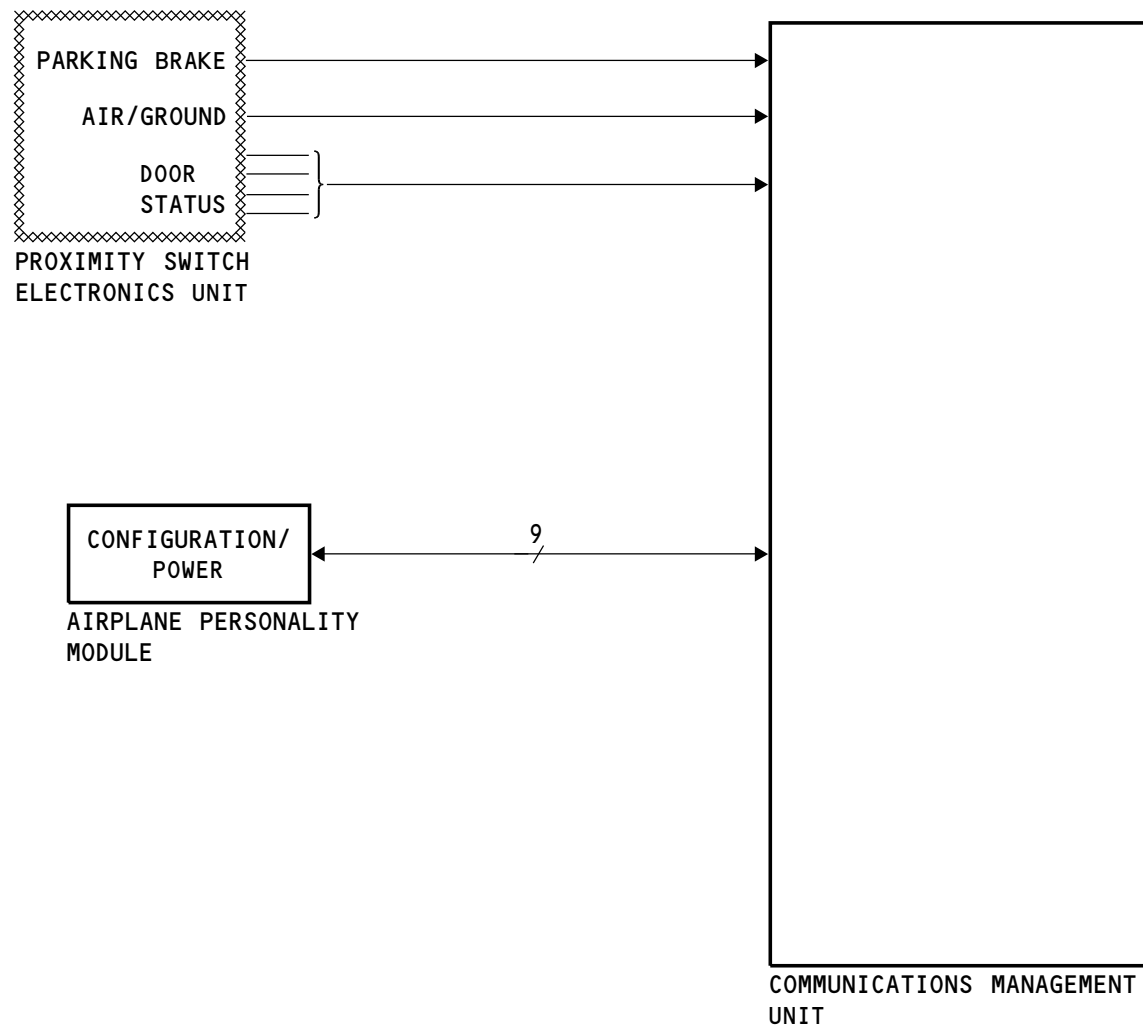 PARKING BRAKE
AIR/GROUND
DOOR
STATUS
PROXIMITY SWITCH
ELECTRONICS UNIT
CONFIGURATION/
POWER
9
AIRPLANE PERSONALITY
MODULE
COMMUNICATIONS MANAGEMENT
UNIT